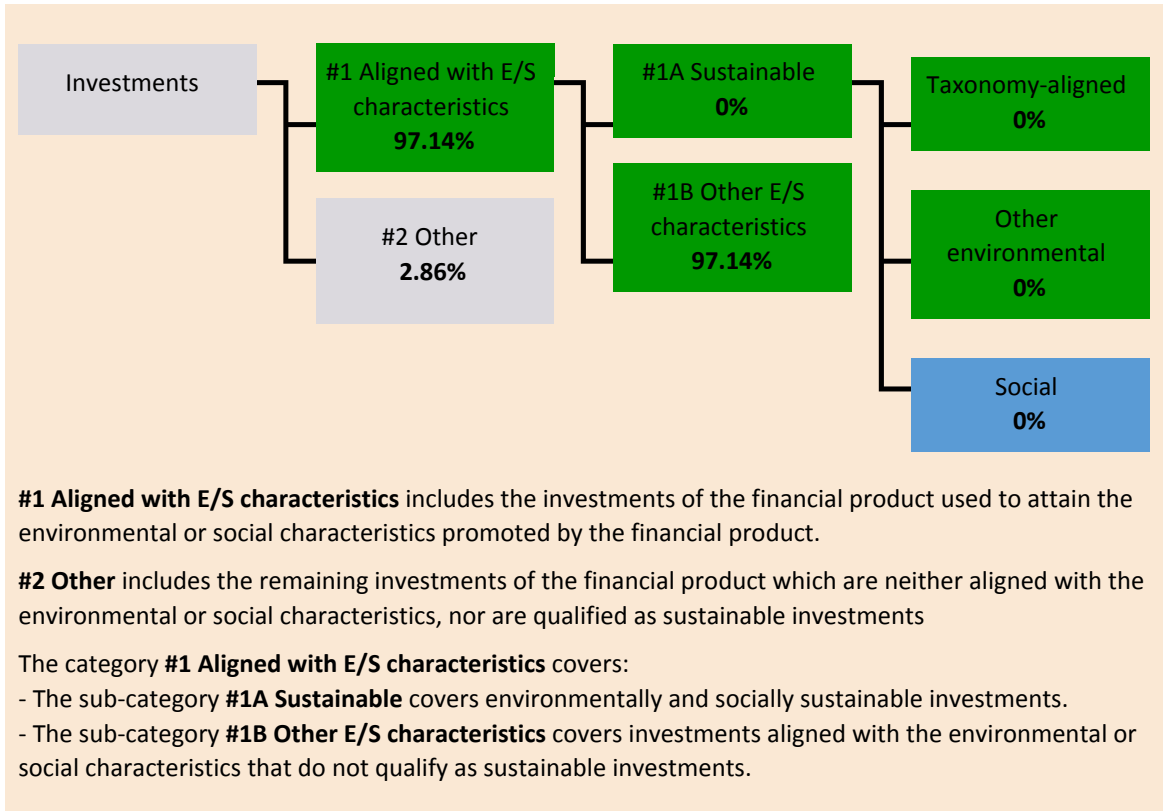 Investments
#1 Aligned with E/S
characteristics
97.14%
#2 Other
2.86%
#1A Sustainable
0%
#1B Other E/S
characteristics
97.14%
Taxonomy-aligned
0%
Other
environmental
0%
Social
0%
#1 Aligned with E/S characteristics includes the investments of the financial product used to attain the
environmental or social characteristics promoted by the financial product.
#2 Other includes the remaining investments of the financial product which are neither aligned with the
environmental or social characteristics, nor are qualified as sustainable investments
The category #1 Aligned with E/S characteristics covers:
- The sub-category #1A Sustainable covers environmentally and socially sustainable investments.
- The sub-category #1B Other E/S characteristics covers investments aligned with the environmental or
social characteristics that do not qualify as sustainable investments.